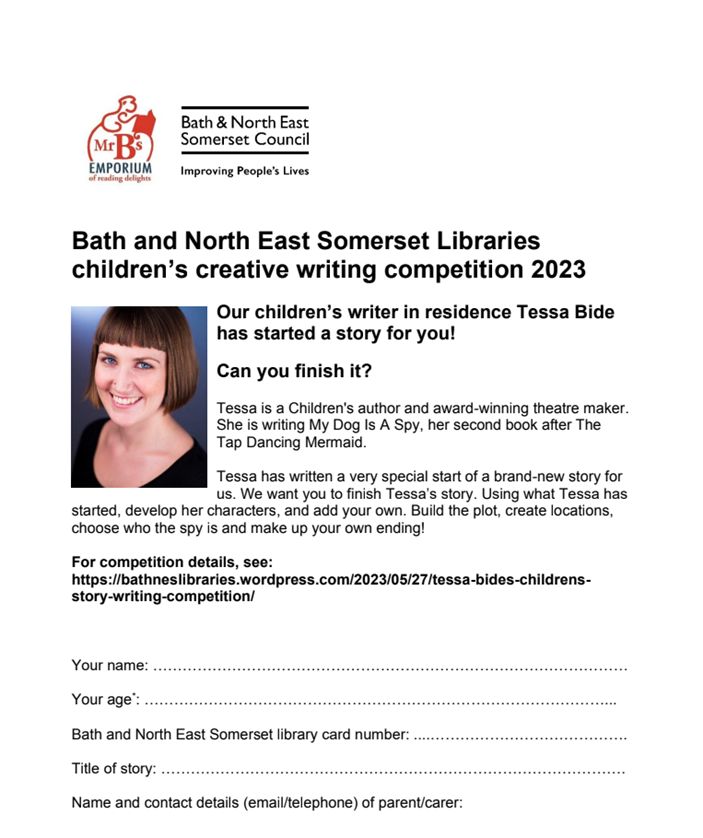 Mr B's
EMPORIUM
of reading delights
Bath & North East
Somerset Council
Improving People's Lives
Bath and North East Somerset Libraries
children's creative writing competition 2023
Our children's writer in residence Tessa Bide
has started a story for you!
Can you finish it?
Tessa is a Children's author and award-winning theatre maker.
She is writing My Dog Is A Spy, her second book after The
Tap Dancing Mermaid.
Tessa has written a very special start of a brand-new story for
us. We want you to finish Tessa's story. Using what Tessa has
started, develop her characters, and add your own. Build the plot, create locations,
choose who the spy is and make up your own ending!
For competition details, see:
https://bathneslibraries.wordpress.com/2023/05/27/tessa-bides-childrens-
story-writing-competition/
Your name: ……………………………………………………………………………………
Your age*: …………………………………………………………………………………...
Bath and North East Somerset library card number: ....………………………………….
Title of story: …………………………………………………………………………………
Name and contact details (email/telephone) of parent/carer: